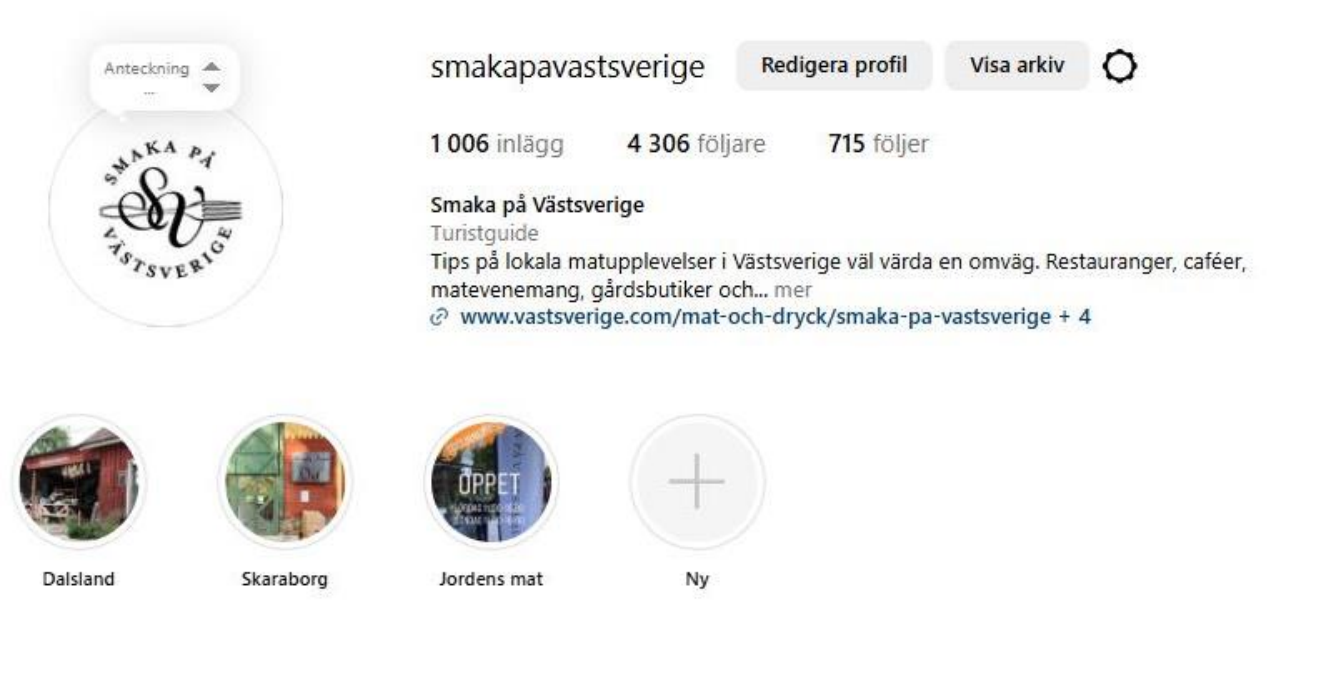 Anteckning
...
SMAKA PÅ
SV
VÄSTSVERIGE
smakapavastsverige
Redigera profil
Visa arkiv
1 006 inlägg
4 306 följare
715 följer
Smaka på Västsverige
Turistguide
Tips på lokala matupplevelser i Västsverige väl värda en omväg. Restauranger, caféer,
matevenemang, gårdsbutiker och... mer
www.vastsverige.com/mat-och-dryck/smaka-pa-vastsverige + 4
ÖPPET
Dalsland
Skaraborg
Jordens mat
Ny